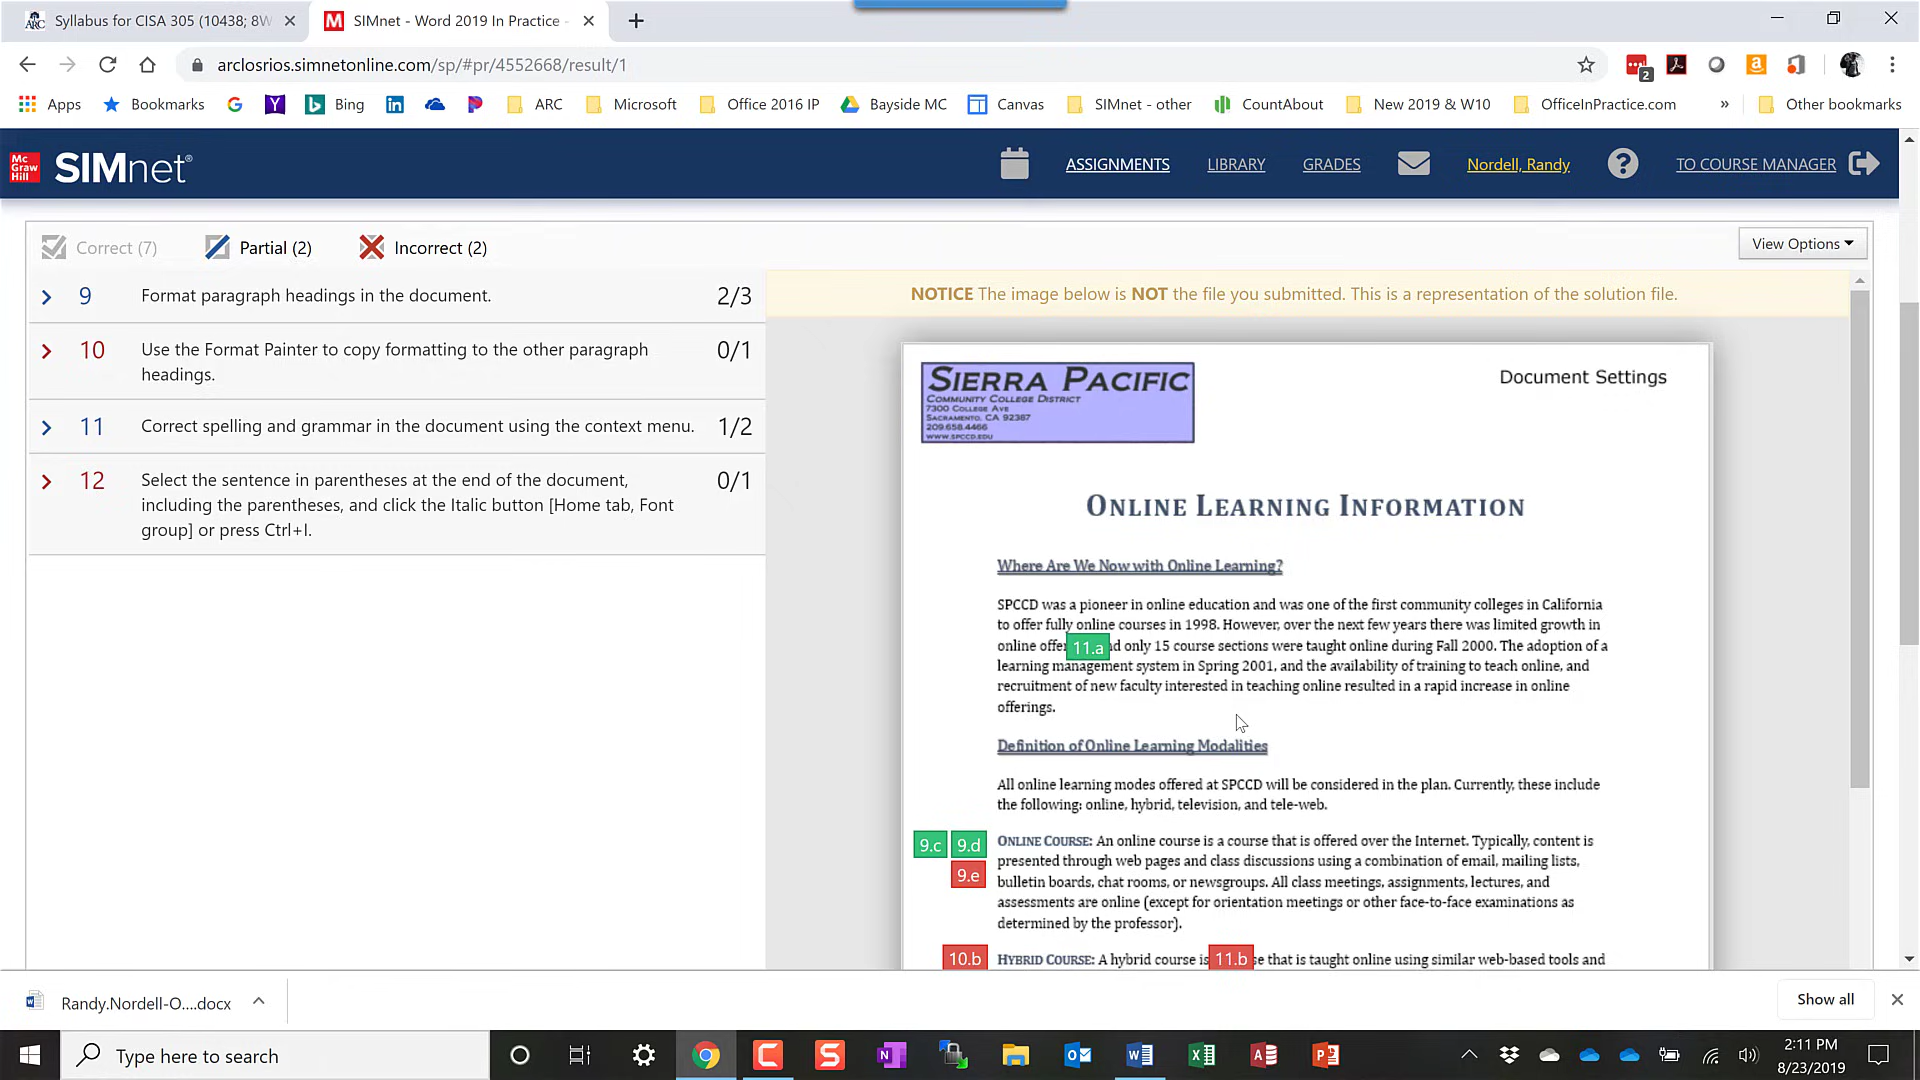 Syllabus for CISA 305 (10438; 8W
SIMnet - Word 2019 In Practice -
arclosrios.simnetonline.com/sp/#pr/4552668/result/1
2
Apps
Bookmarks
Bing
ARC
Microsoft
Office 2016 IP
Bayside MC
Canvas
SIMnet - other
CountAbout
New 2019 & W10
OfficeInPractice.com
»
Other bookmarks
Mc Graw Hill
SIMnet®
ASSIGNMENTS
LIBRARY
GRADES
Nordell, Randy
TO COURSE MANAGER
Correct (7)
Partial (2)
Incorrect (2)
View Options
9 Format paragraph headings in the document. 2/3
10 Use the Format Painter to copy formatting to the other paragraph 0/1
headings.
11 Correct spelling and grammar in the document using the context menu. 1/2
12 Select the sentence in parentheses at the end of the document, 0/1
including the parentheses, and click the Italic button [Home tab, Font
group] or press Ctrl+I.
NOTICE The image below is NOT the file you submitted. This is a representation of the solution file.
SIERRA PACIFIC
COMMUNITY COLLEGE DISTRICT
7300 COLLEGE AVE
SACRAMENTO, CA 92387
209.658.4466
WWW.SPCCD.EDU
Document Settings
ONLINE LEARNING INFORMATION
Where Are We Now with Online Learning?
SPCCD was a pioneer in online education and was one of the first community colleges in California
to offer fully online courses in 1998. However, over the next few years there was limited growth in
online offer 11.a d only 15 course sections were taught online during Fall 2000. The adoption of a
learning management system in Spring 2001, and the availability of training to teach online, and
recruitment of new faculty interested in teaching online resulted in a rapid increase in online
offerings.
Definition of Online Learning Modalities
All online learning modes offered at SPCCD will be considered in the plan. Currently, these include
the following: online, hybrid, television, and tele-web.
9.c 9.d ONLINE COURSE: An online course is a course that is offered over the Internet. Typically, content is
presented through web pages and class discussions using a combination of email, mailing lists,
9.e bulletin boards, chat rooms, or newsgroups. All class meetings, assignments, lectures, and
assessments are online (except for orientation meetings or other face-to-face examinations as
determined by the professor).
10.b HYBRID COURSE: A hybrid course is 11.b se that is taught online using similar web-based tools and
Randy.Nordell-O....docx
Show all
Type here to search
2:11 PM
8/23/2019